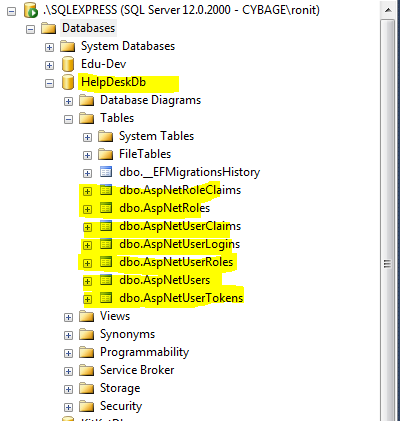 .\SQLEXPRESS (SQL Server 12.0.2000 - CYBAGE\ronit)
Databases
System Databases
Edu-Dev
HelpDeskDb
Database Diagrams
Tables
System Tables
FileTables
dbo.__EFMigrationsHistory
dbo.AspNetRoleClaims
dbo.AspNetRoles
dbo.AspNetUserClaims
dbo.AspNetUserLogins
dbo.AspNetUserRoles
dbo.AspNetUsers
dbo.AspNetUserTokens
Views
Synonyms
Programmability
Service Broker
Storage
Security